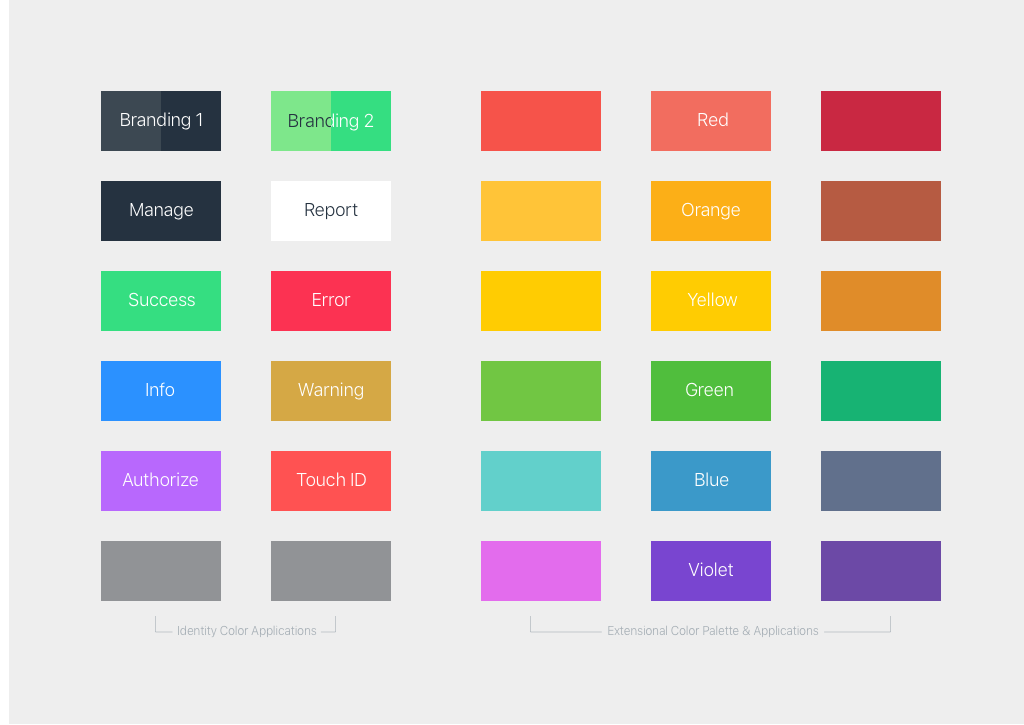 Branding 1
Branding 2
Red
Manage
Report
Orange
Success
Error
Yellow
Info
Warning
Green
Authorize
Touch ID
Blue
Violet
Identity Color Applications
Extensional Color Palette & Applications